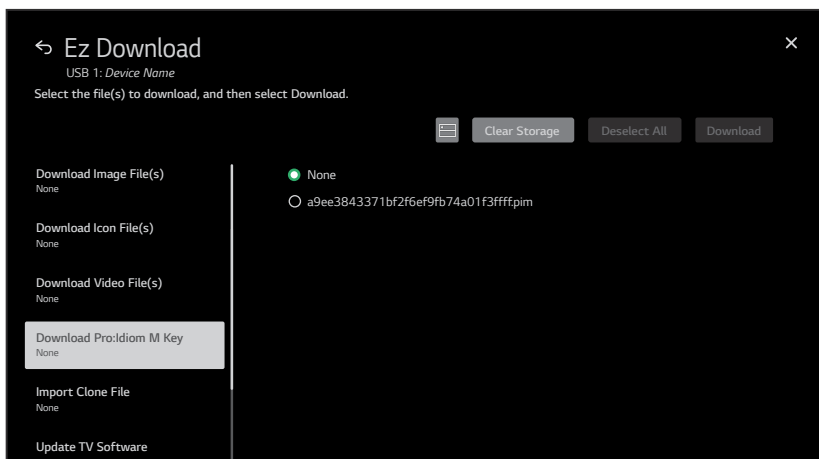 Ez Download
USB 1: Device Name
Select the file(s) to download, and then select Download.
Clear Storage
Deselect All
Download
Download Image File(s)
None
Download Icon File(s)
None
Download Video File(s)
None
Download Pro:Idiom M Key
None
Import Clone File
None
Update TV Software
None
a9ee3843371bf2f6ef9fb74a01f3ffff.pim